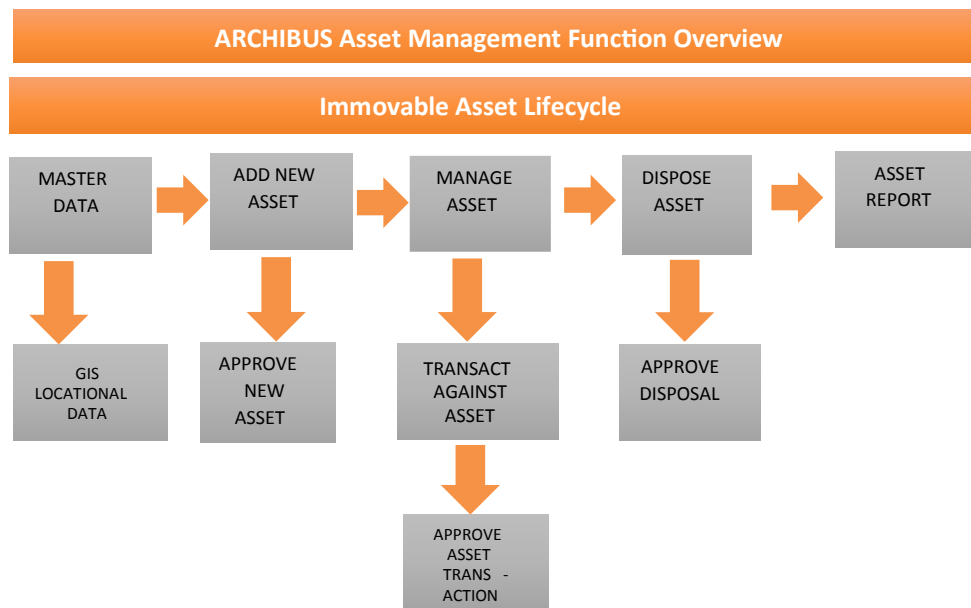 ARCHIBUS Asset Management Function Overview
Immovable Asset Lifecycle
MASTER
DATA
ADD NEW
ASSET
MANAGE
ASSET
DISPOSE
ASSET
ASSET
REPORT
GIS
LOCATIONAL
DATA
APPROVE
NEW
ASSET
TRANSACT
AGAINST
ASSET
APPROVE
DISPOSAL
APPROVE
ASSET
TRANS -
ACTION